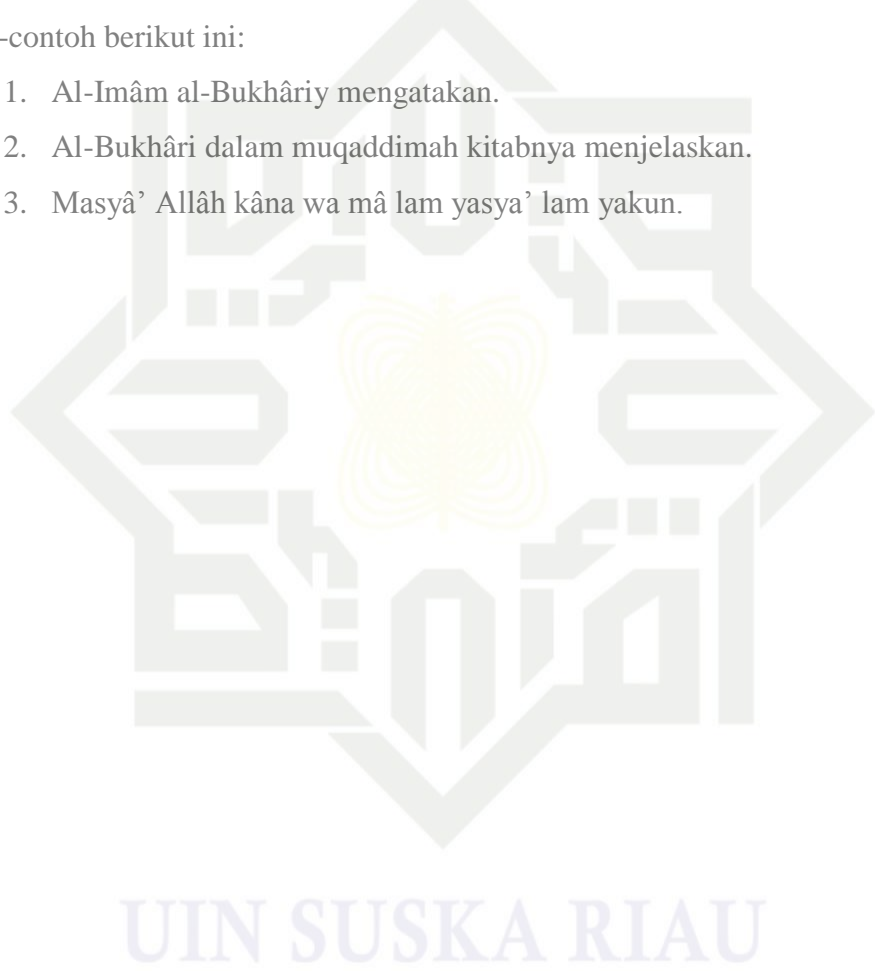 -contoh berikut ini:
1. Al-Imâm al-Bukhâriy mengatakan.
2. Al-Bukhâri dalam muqaddimah kitabnya menjelaskan.
3. Masyâ’ Allâh kâna wa mâ lam yasya’ lam yakun.
UIN SUSKA RIAU